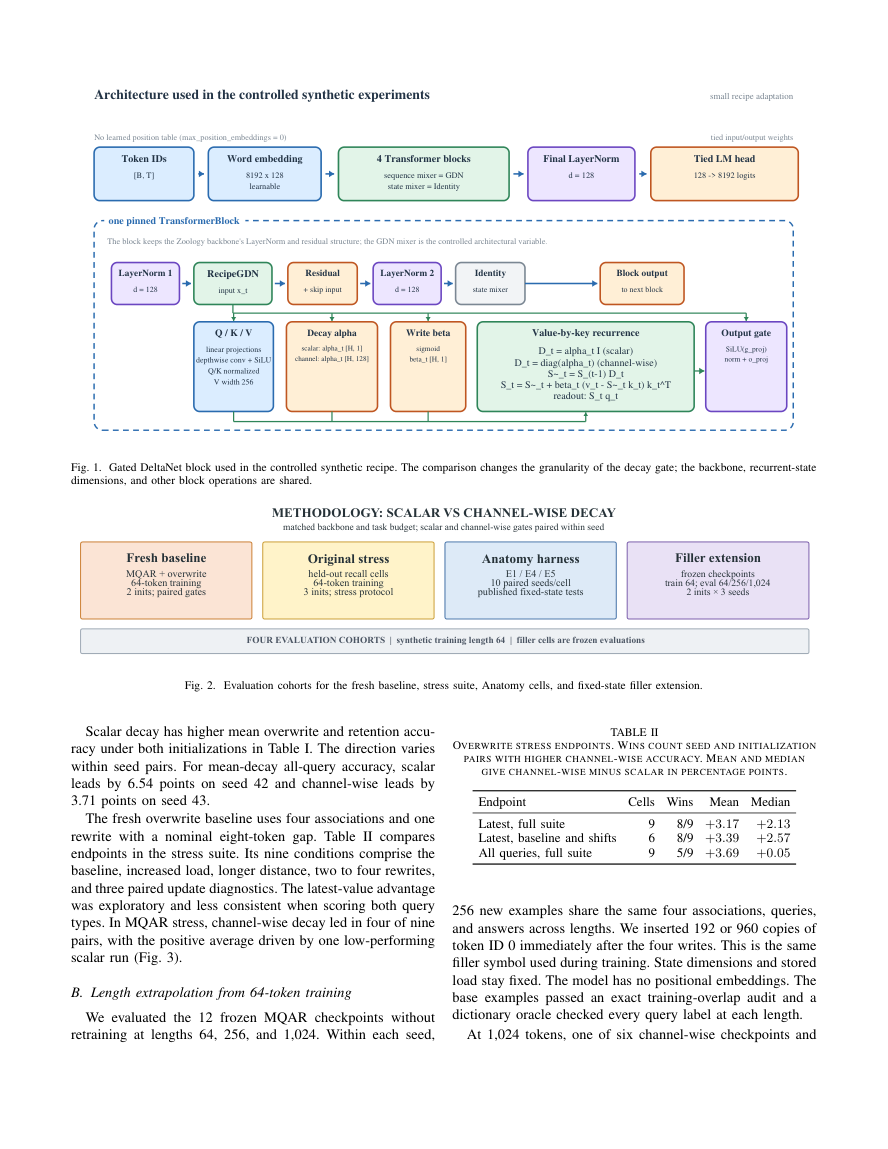 Architecture used in the controlled synthetic experiments
small recipe adaptation
No learned position table (max_position_embeddings = 0)
tied input/output weights
Token IDs
[B, T]
Word embedding
8192 x 128
learnable
4 Transformer blocks
sequence mixer = GDN
state mixer = Identity
Final LayerNorm
d = 128
Tied LM head
128 -> 8192 logits
one pinned TransformerBlock
The block keeps the Zoology backbone's LayerNorm and residual structure; the GDN mixer is the controlled architectural variable.
LayerNorm 1
d = 128
RecipeGDN
input x_t
Residual
+ skip input
LayerNorm 2
d = 128
Identity
state mixer
Block output
to next block
Q / K / V
linear projections
depthwise conv + SiLU
Q/K normalized
V width 256
Decay alpha
scalar: alpha_t [H, 1]
channel: alpha_t [H, 128]
Write beta
sigmoid
beta_t [H, 1]
Value-by-key recurrence
D_t = alpha_t I (scalar)
D_t = diag(alpha_t) (channel-wise)
S~_t = S_(t-1) D_t
S_t = S~_t + beta_t (v_t - S~_t k_t) k_t^T
readout: S_t q_t
Output gate
SiLU(g_proj)
norm + o_proj
Fig. 1. Gated DeltaNet block used in the controlled synthetic recipe. The comparison changes the granularity of the decay gate; the backbone, recurrent-state
dimensions, and other block operations are shared.
METHODOLOGY: SCALAR VS CHANNEL-WISE DECAY
matched backbone and task budget; scalar and channel-wise gates paired within seed
Fresh baseline
MQAR + overwrite
64-token training
2 inits; paired gates
Original stress
held-out recall cells
64-token training
3 inits; stress protocol
Anatomy harness
E1 / E4 / E5
10 paired seeds/cell
published fixed-state tests
Filler extension
frozen checkpoints
train 64; eval 64/256/1,024
2 inits × 3 seeds
FOUR EVALUATION COHORTS | synthetic training length 64 | filler cells are frozen evaluations
Fig. 2. Evaluation cohorts for the fresh baseline, stress suite, Anatomy cells, and fixed-state filler extension.
Scalar decay has higher mean overwrite and retention accu-
racy under both initializations in Table I. The direction varies
within seed pairs. For mean-decay all-query accuracy, scalar
leads by 6.54 points on seed 42 and channel-wise leads by
3.71 points on seed 43.
The fresh overwrite baseline uses four associations and one
rewrite with a nominal eight-token gap. Table II compares
endpoints in the stress suite. Its nine conditions comprise the
baseline, increased load, longer distance, two to four rewrites,
and three paired update diagnostics. The latest-value advantage
was exploratory and less consistent when scoring both query
types. In MQAR stress, channel-wise decay led in four of nine
pairs, with the positive average driven by one low-performing
scalar run (Fig. 3).
B. Length extrapolation from 64-token training
We evaluated the 12 frozen MQAR checkpoints without
retraining at lengths 64, 256, and 1,024. Within each seed,
TABLE II
OVERWRITE STRESS ENDPOINTS. WINS COUNT SEED AND INITIALIZATION
PAIRS WITH HIGHER CHANNEL-WISE ACCURACY. MEAN AND MEDIAN
GIVE CHANNEL-WISE MINUS SCALAR IN PERCENTAGE POINTS.
Endpoint Cells Wins Mean Median
Latest, full suite 9 8/9 +3.17 +2.13
Latest, baseline and shifts 6 8/9 +3.39 +2.57
All queries, full suite 9 5/9 +3.69 +0.05
256 new examples share the same four associations, queries,
and answers across lengths. We inserted 192 or 960 copies of
token ID 0 immediately after the four writes. This is the same
filler symbol used during training. State dimensions and stored
load stay fixed. The model has no positional embeddings. The
base examples passed an exact training-overlap audit and a
dictionary oracle checked every query label at each length.
At 1,024 tokens, one of six channel-wise checkpoints and